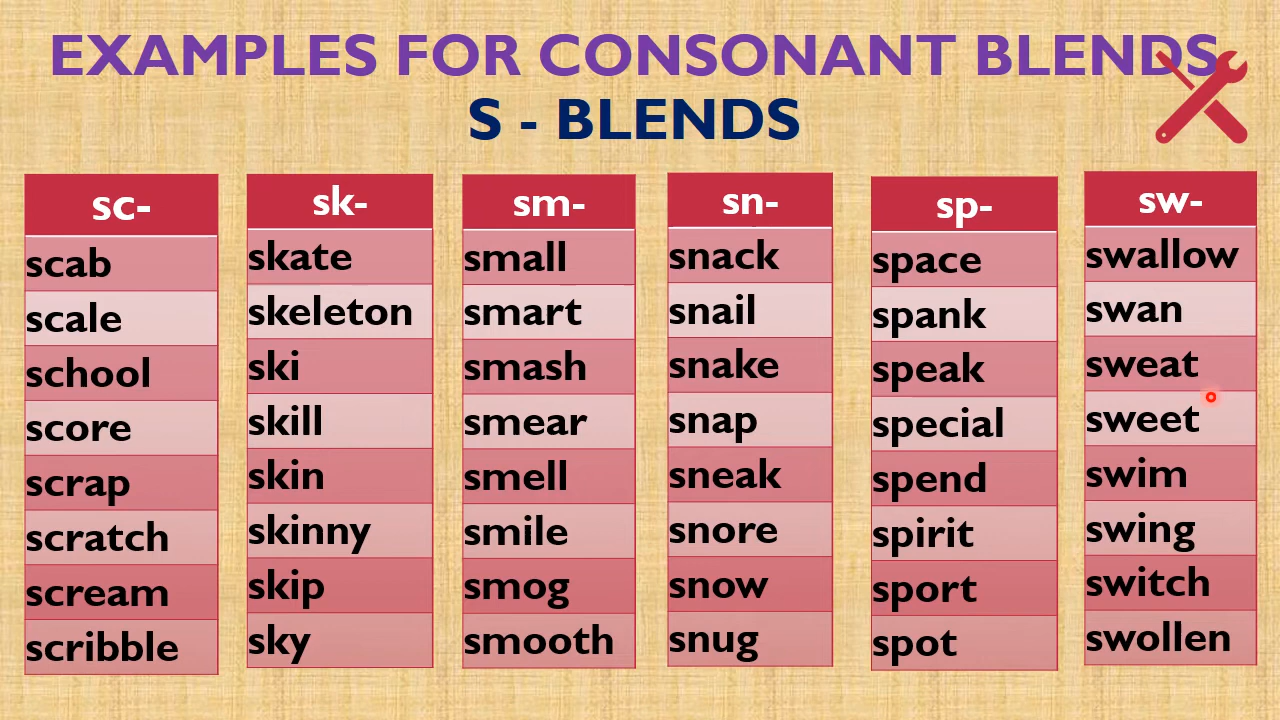 EXAMPLES FOR CONSONANT BLENDS
S - BLENDS
sc-
scab
scale
school
score
scrap
scratch
scream
scribble
sk-
skate
skeleton
ski
skill
skin
skinny
skip
sky
sm-
small
smart
smash
smear
smell
smile
smog
smooth
sn-
snack
snail
snake
snap
sneak
snore
snow
snug
sp-
space
spank
speak
special
spend
spirit
sport
spot
sw-
swallow
swan
sweat
sweet
swim
swing
switch
swollen